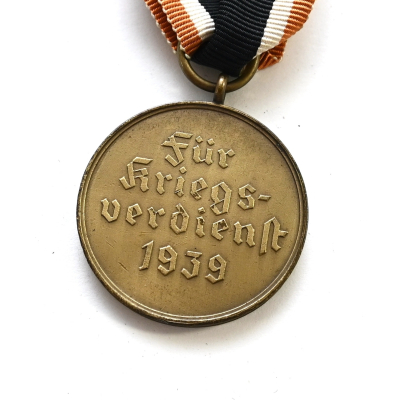 Für
Kriegs-
verdienst
1939